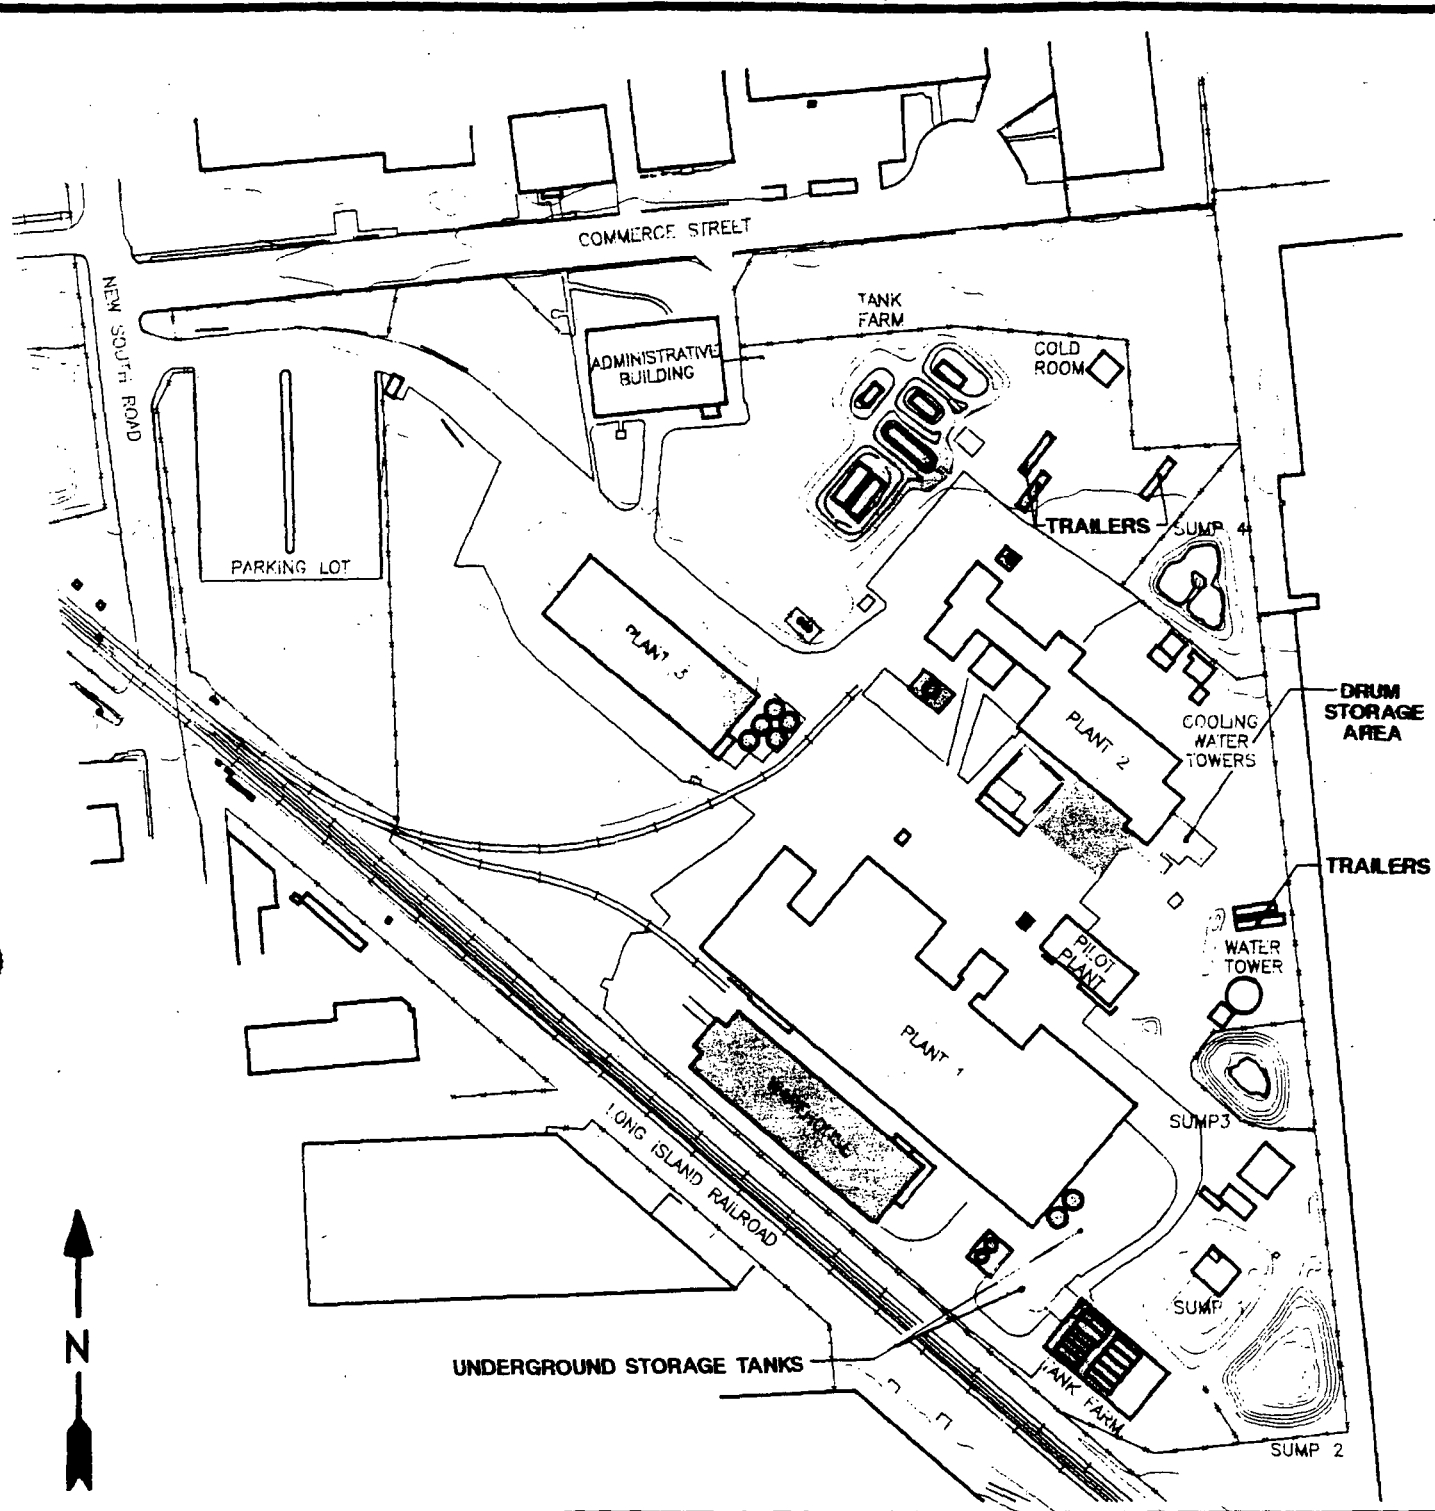 COMMERCE STREET
NEW SOUTH ROAD
TANK
FARM
COLD
ROOM
ADMINISTRATIVE
BUILDING
TRAILERS
SUMP 4
PARKING LOT
PLANT 3
DRUM
STORAGE
AREA
COOLING
WATER
TOWERS
PLANT 2
TRAILERS
PILOT
PLANT
WATER
TOWER
PLANT 1
WAREHOUSE
SUMP3
LONG ISLAND RAILROAD
SUMP 1
N
UNDERGROUND STORAGE TANKS
TANK FARM
SUMP 2